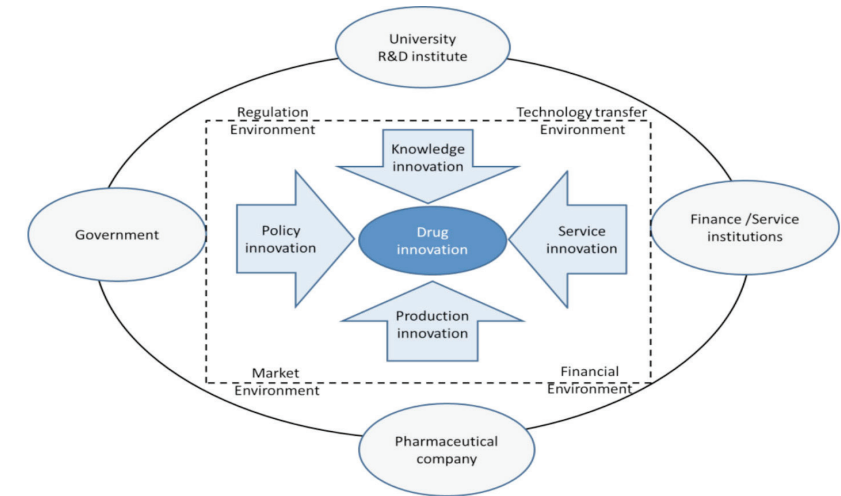 University
R&D institute
Regulation
Environment
Technology transfer
Environment
Knowledge
innovation
Government
Policy
innovation
Drug
innovation
Service
innovation
Finance /Service
institutions
Production
innovation
Market
Environment
Financial
Environment
Pharmaceutical
company